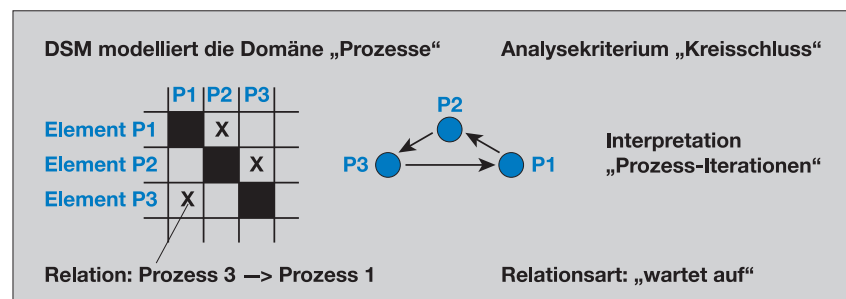 DSM modelliert die Domäne „Prozesse“
Analysekriterium „Kreisschluss“
P1 P2 P3
Element P1 X
Element P2 X
Element P3 X
P2
P3 P1
Interpretation
„Prozess-Iterationen“
Relation: Prozess 3 —> Prozess 1
Relationsart: „wartet auf“